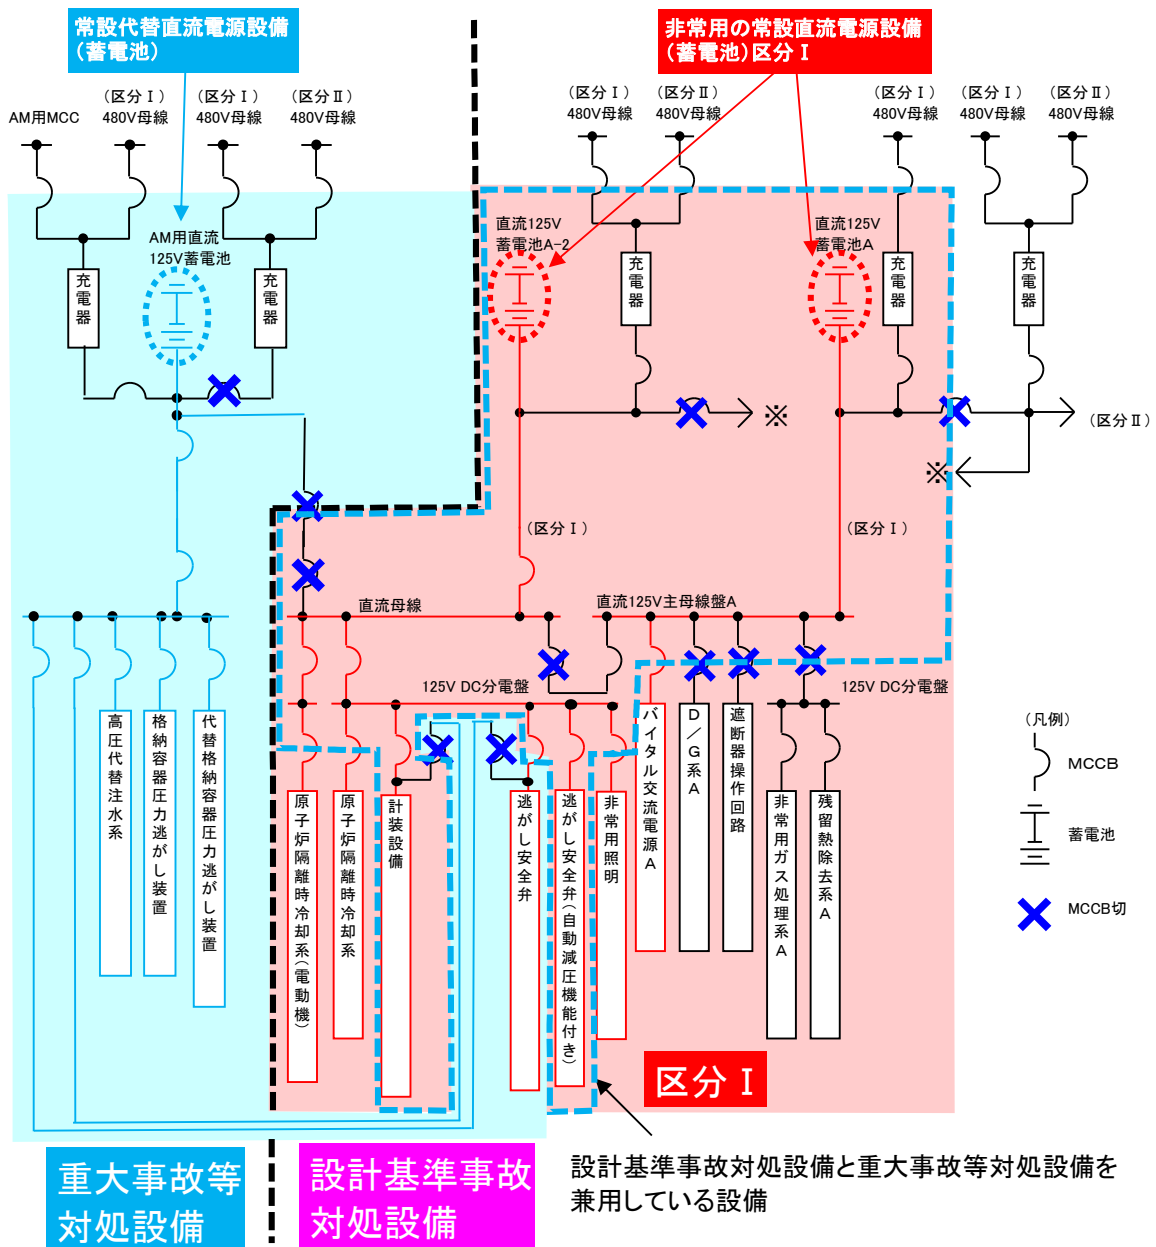 常設代替直流電源設備
（蓄電池）
非常用の常設直流電源設備
（蓄電池）区分Ⅰ
AM用MCC
（区分Ⅰ）
480V母線
（区分Ⅰ）
480V母線
（区分Ⅱ）
480V母線
（区分Ⅰ）
480V母線
（区分Ⅱ）
480V母線
（区分Ⅰ）
480V母線
（区分Ⅰ）
480V母線
（区分Ⅱ）
480V母線
AM用直流
125V蓄電池
直流125V
蓄電池A-2
直流125V
蓄電池A
充電器
充電器
充電器
充電器
充電器
※
（区分Ⅱ）
※
（区分Ⅰ）
（区分Ⅰ）
直流母線
直流125V主母線盤A
125V DC分電盤
125V DC分電盤
高圧代替注水系
格納容器圧力逃がし装置
代替格納容器圧力逃がし装置
原子炉隔離時冷却系（電動機）
原子炉隔離時冷却系
計装設備
逃がし安全弁
逃がし安全弁（自動減圧機能付き）
非常用照明
バイタル交流電源A
D／G系A
遮断器操作回路
非常用ガス処理系A
残留熱除去系A
（凡例）
MCCB
蓄電池
MCCB切
区分Ⅰ
重大事故等
対処設備
設計基準事故
対処設備
設計基準事故対処設備と重大事故等対処設備を
兼用している設備